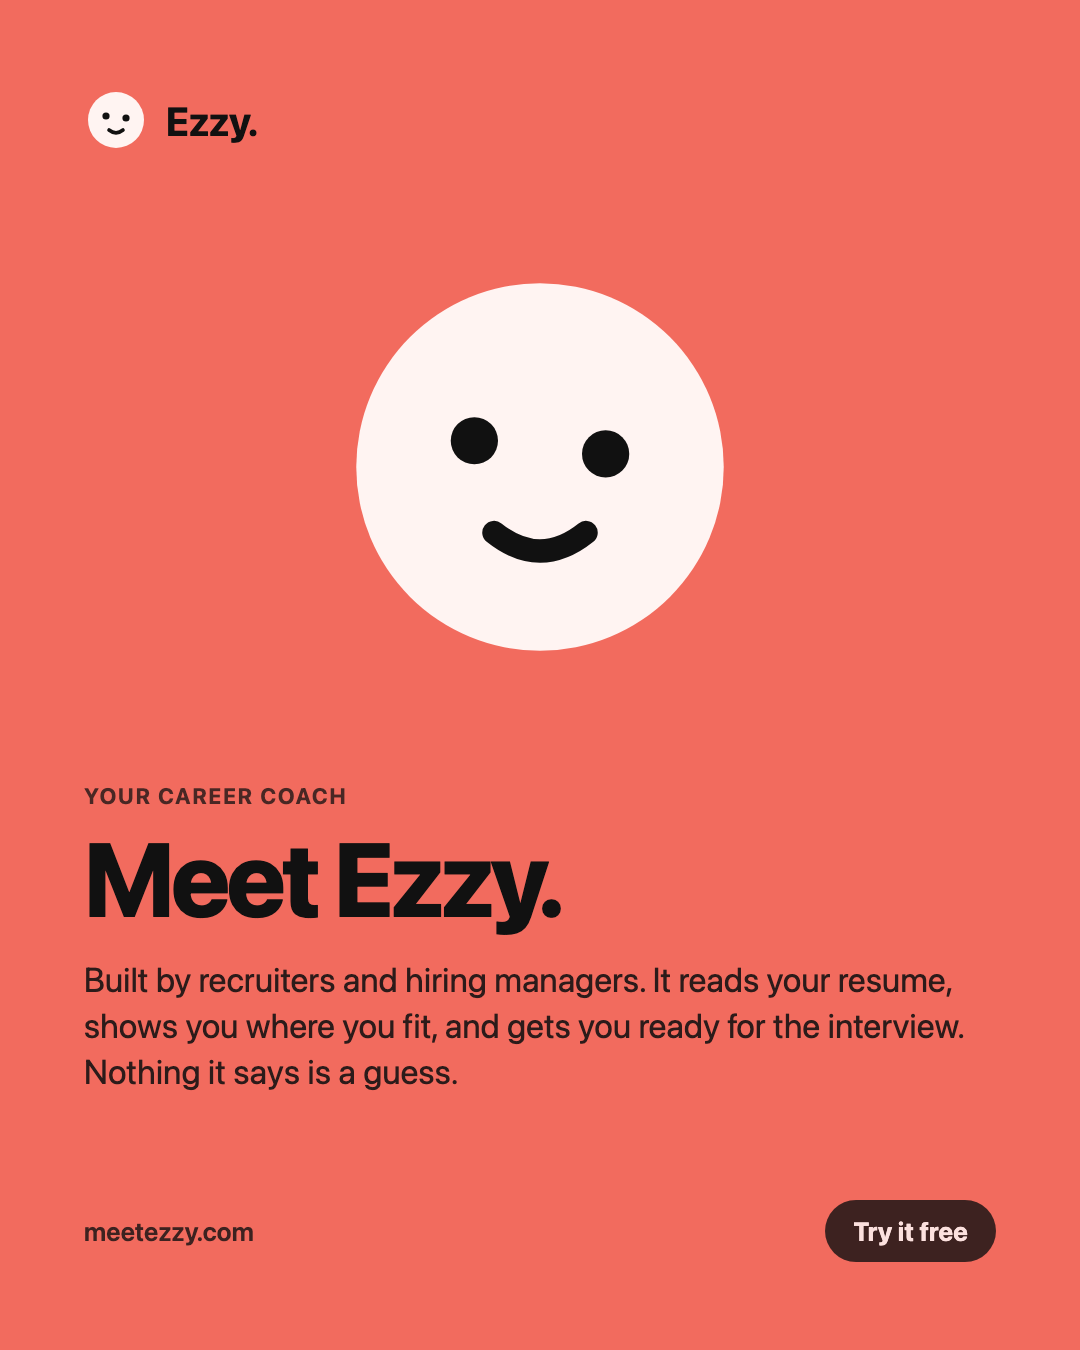 Ezzy.
YOUR CAREER COACH
Meet Ezzy.
Built by recruiters and hiring managers. It reads your resume,
shows you where you fit, and gets you ready for the interview.
Nothing it says is a guess.
meetezzy.com
Try it free